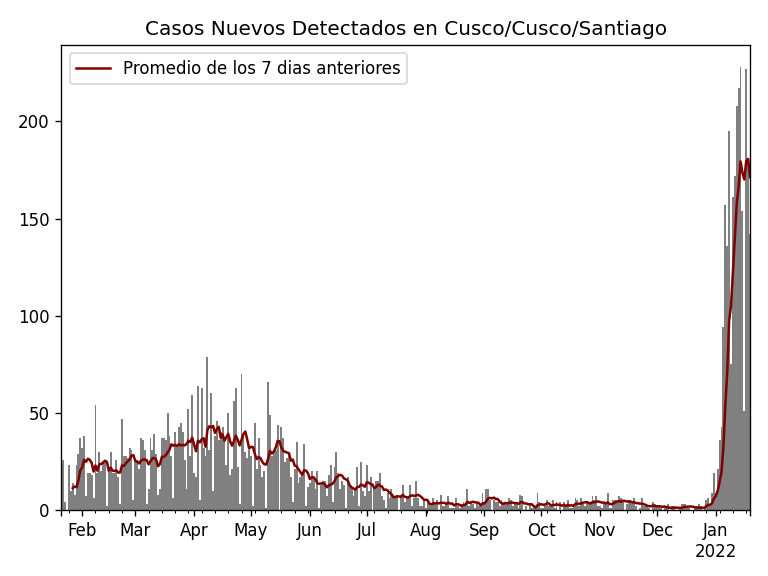 Casos Nuevos Detectados en Cusco/Cusco/Santiago
Promedio de los 7 dias anteriores
200
150
100
50
0
Feb Mar Apr May Jun Jul Aug Sep Oct Nov Dec Jan
2022